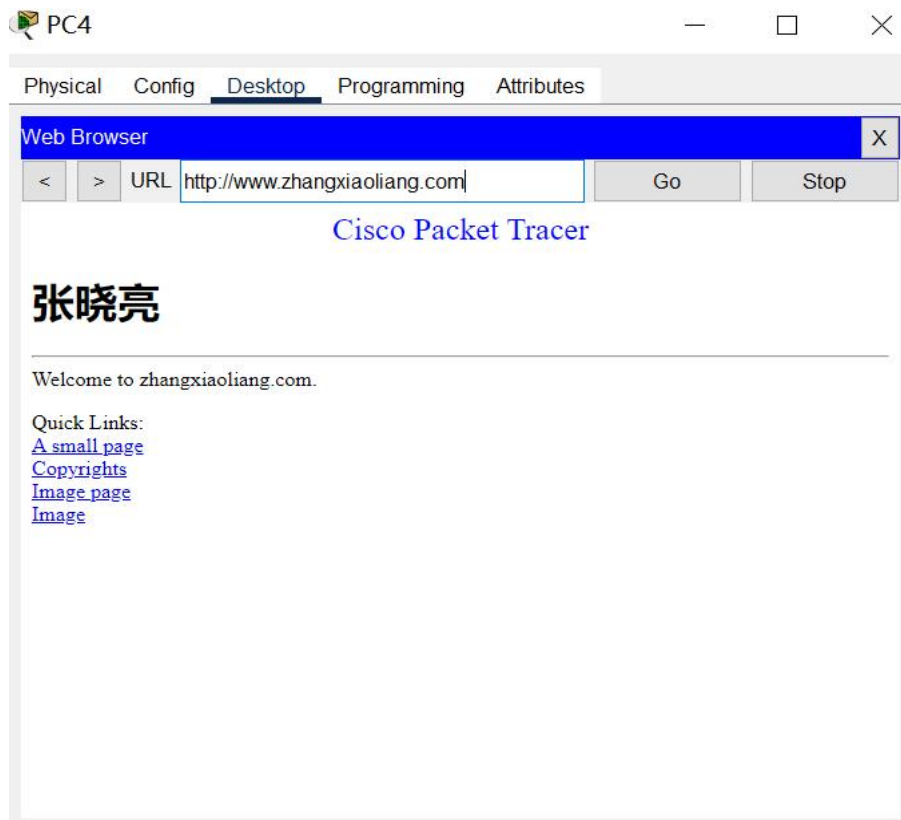 PC4
Physical Config Desktop Programming Attributes
Web Browser X
< > URL http://www.zhangxiaoliang.com Go Stop
Cisco Packet Tracer
张晓亮
Welcome to zhangxiaoliang.com.
Quick Links:
A small page
Copyrights
Image page
Image